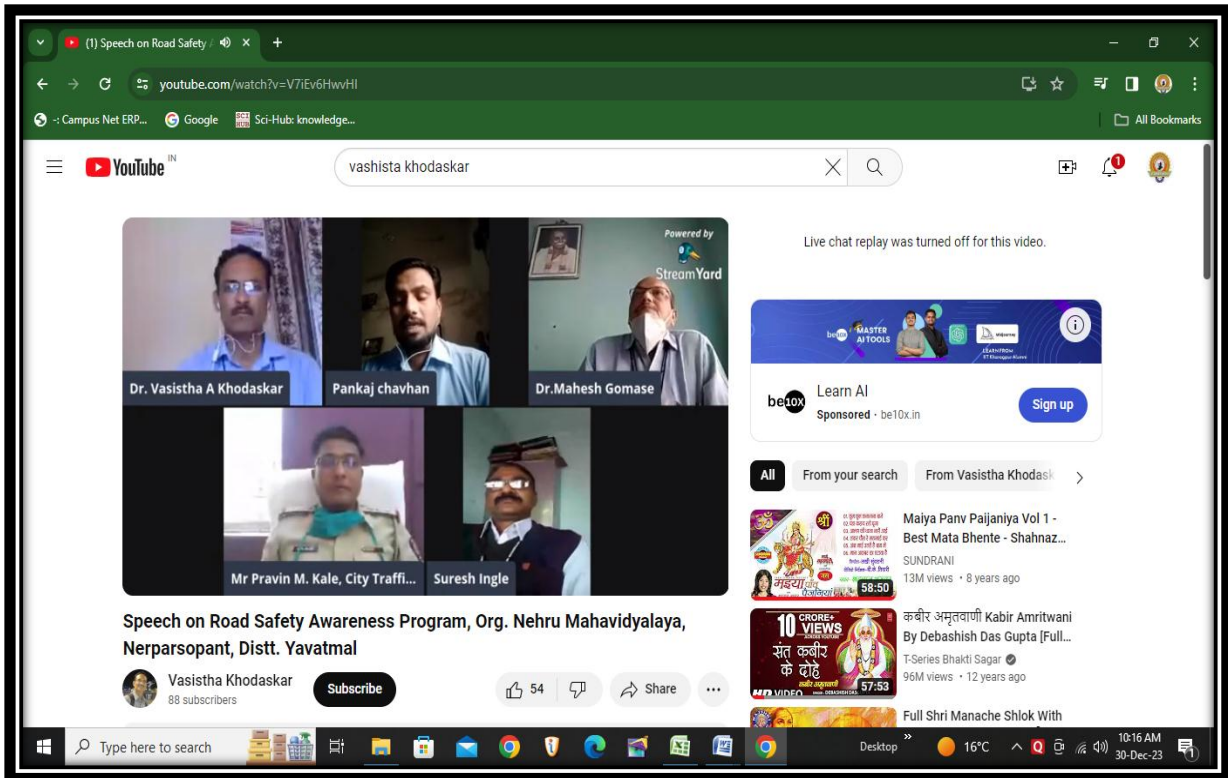 (1) Speech on Road Safety /
youtube.com/watch?v=V7iEv6HwvHI
-: Campus Net ERP...
Google
Sci-Hub: knowledge...
All Bookmarks
YouTube IN
vashista khodaskar
1
Powered by
StreamYard
Dr. Vasistha A Khodaskar
Pankaj chavhan
Dr.Mahesh Gomase
Mr Pravin M. Kale, City Traffi...
Suresh Ingle
Speech on Road Safety Awareness Program, Org. Nehru Mahavidyalaya,
Nerparsopant, Distt. Yavatmal
Vasistha Khodaskar
88 subscribers
Subscribe
54
Share
Live chat replay was turned off for this video.
be10x
MASTER
AI TOOLS
be10x
Learn AI
Sponsored · be10x.in
Sign up
All
From your search
From Vasistha Khodask
श्री
58:50
Maiya Panv Paijaniya Vol 1 -
Best Mata Bhente - Shahnaz...
SUNDRANI
13M views • 8 years ago
10 CRORE+
VIEWS
संत कबीर
के दोहे
HD VIDEO
57:53
कबीर अमृतवाणी Kabir Amritwani
By Debashish Das Gupta [Full...
T-Series Bhakti Sagar
96M views • 12 years ago
Full Shri Manache Shlok With
Type here to search
Desktop
16°C
10:16 AM
30-Dec-23
1